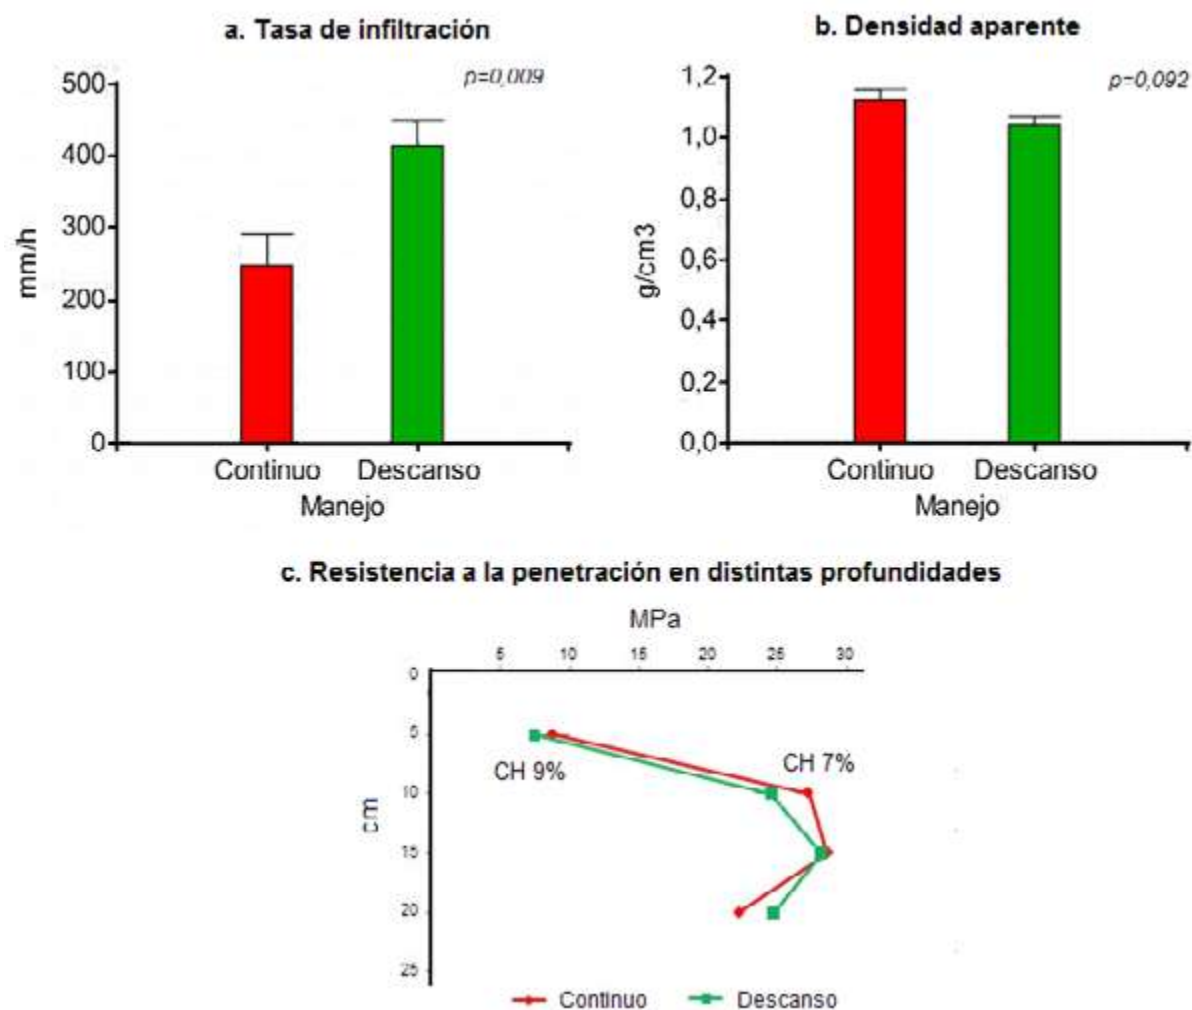 a. Tasa de infiltración
p=0,009
500
400
300
200
100
0
mm/h
Continuo Descanso
Manejo
b. Densidad aparente
p=0,092
1,2
1,0
0,8
0,6
0,4
0,2
0,0
g/cm3
Continuo Descanso
Manejo
c. Resistencia a la penetración en distintas profundidades
MPa
5 10 15 20 25 30
0
5
10
15
20
25
cm
CH 9%
CH 7%
Continuo Descanso